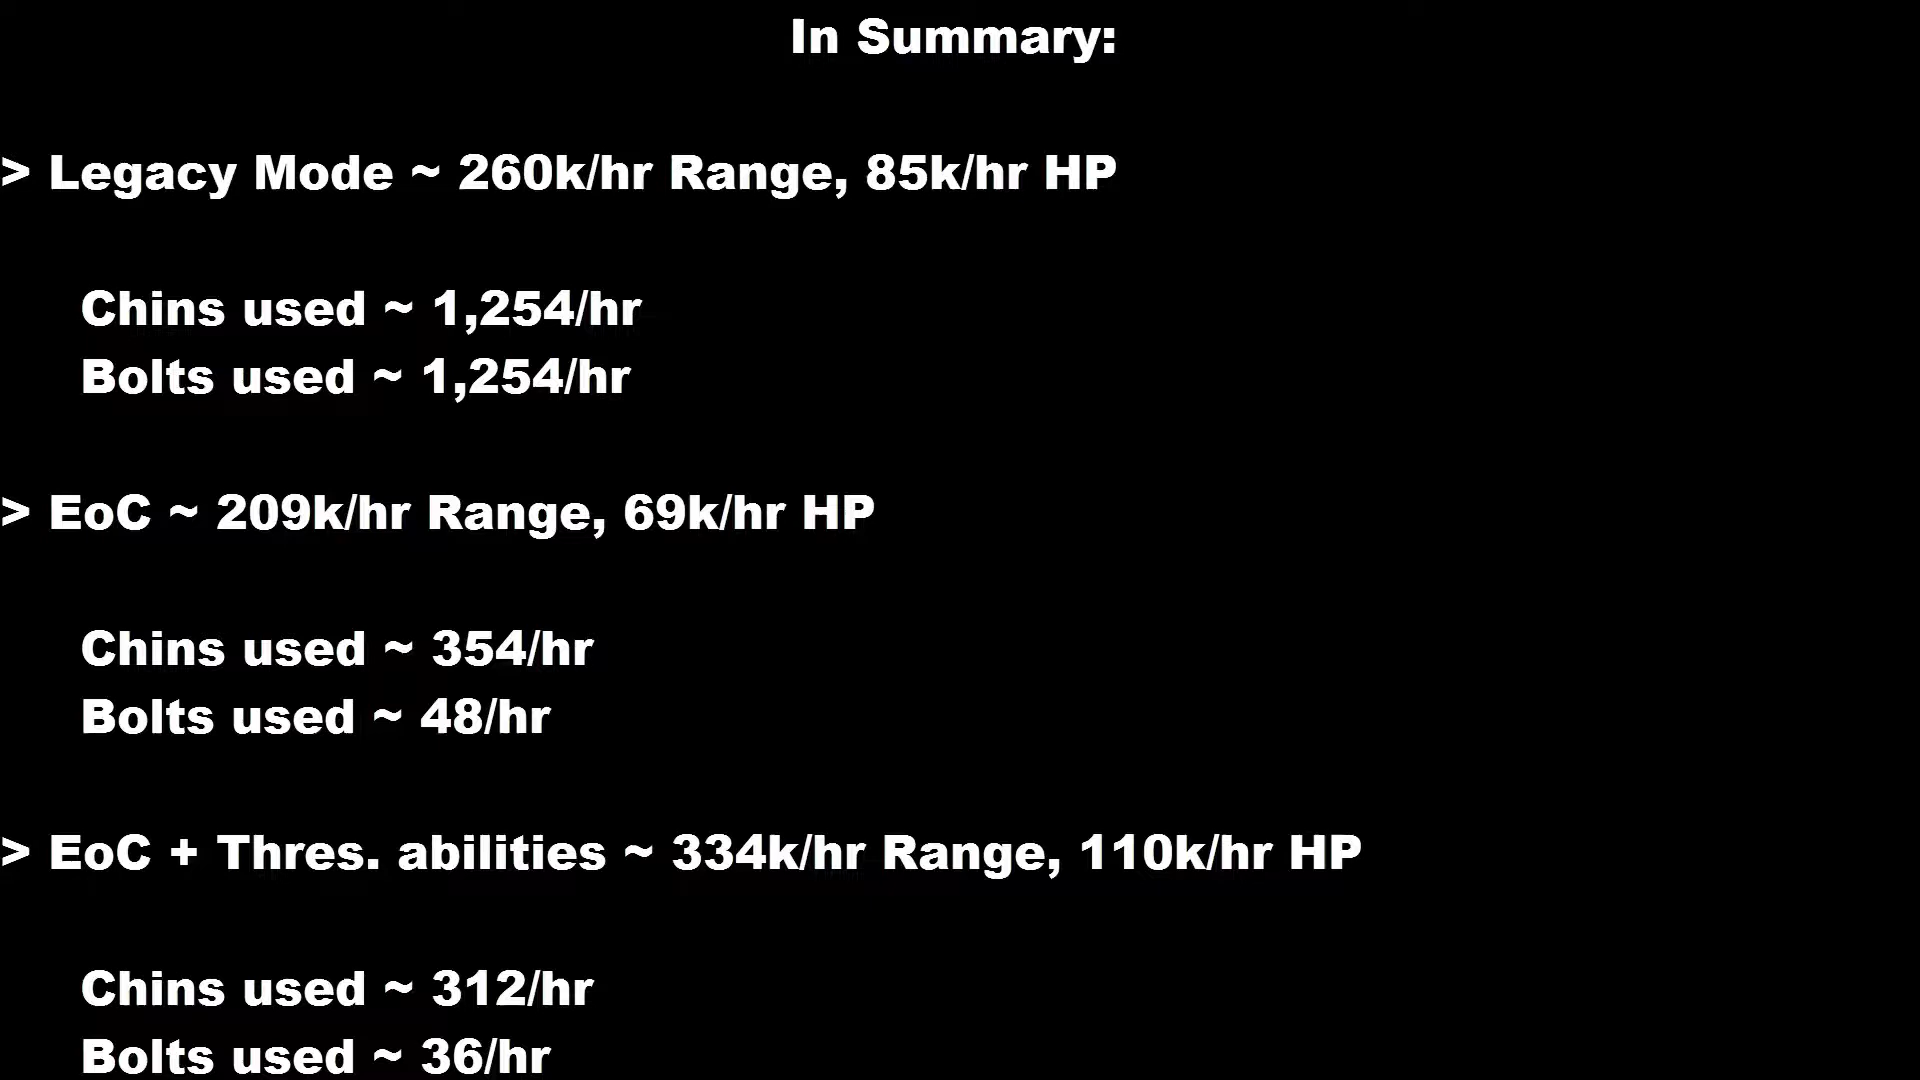 In Summary:
> Legacy Mode ~ 260k/hr Range, 85k/hr HP
Chins used ~ 1,254/hr
Bolts used ~ 1,254/hr
> EoC ~ 209k/hr Range, 69k/hr HP
Chins used ~ 354/hr
Bolts used ~ 48/hr
> EoC + Thres. abilities ~ 334k/hr Range, 110k/hr HP
Chins used ~ 312/hr
Bolts used ~ 36/hr